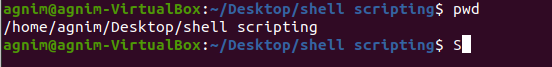 agnim@agnim-VirtualBox:~/Desktop/shell scripting$ pwd
/home/agnim/Desktop/shell scripting
agnim@agnim-VirtualBox:~/Desktop/shell scripting$ S